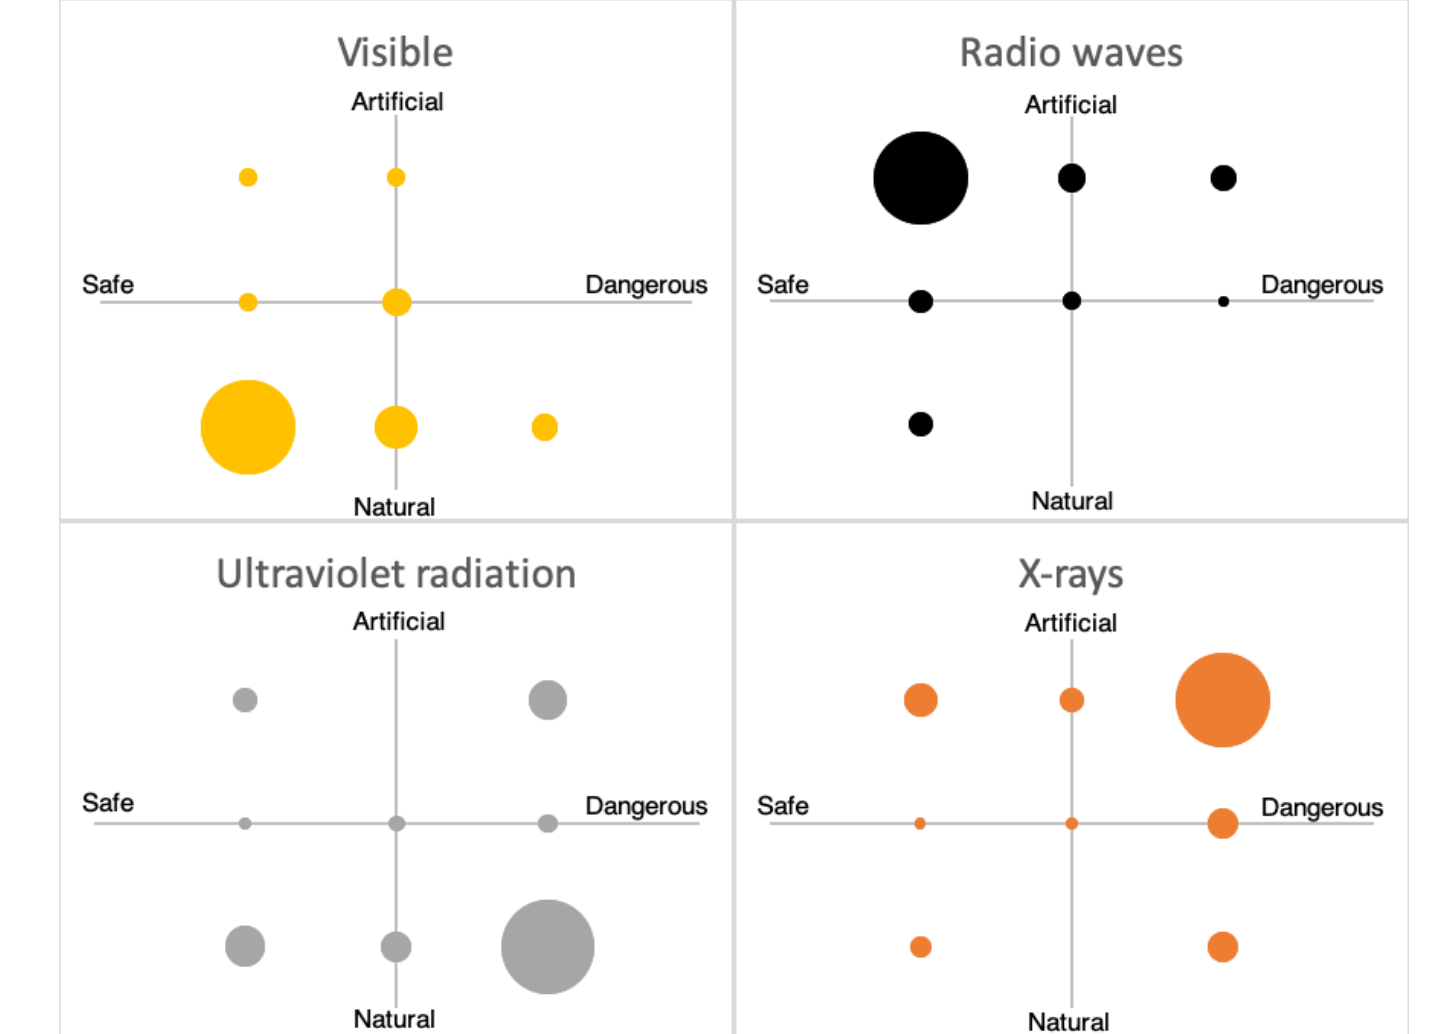 Visible
Artificial
Safe
Dangerous
Natural
Radio waves
Artificial
Safe
Dangerous
Natural
Ultraviolet radiation
Artificial
Safe
Dangerous
Natural
X-rays
Artificial
Safe
Dangerous
Natural